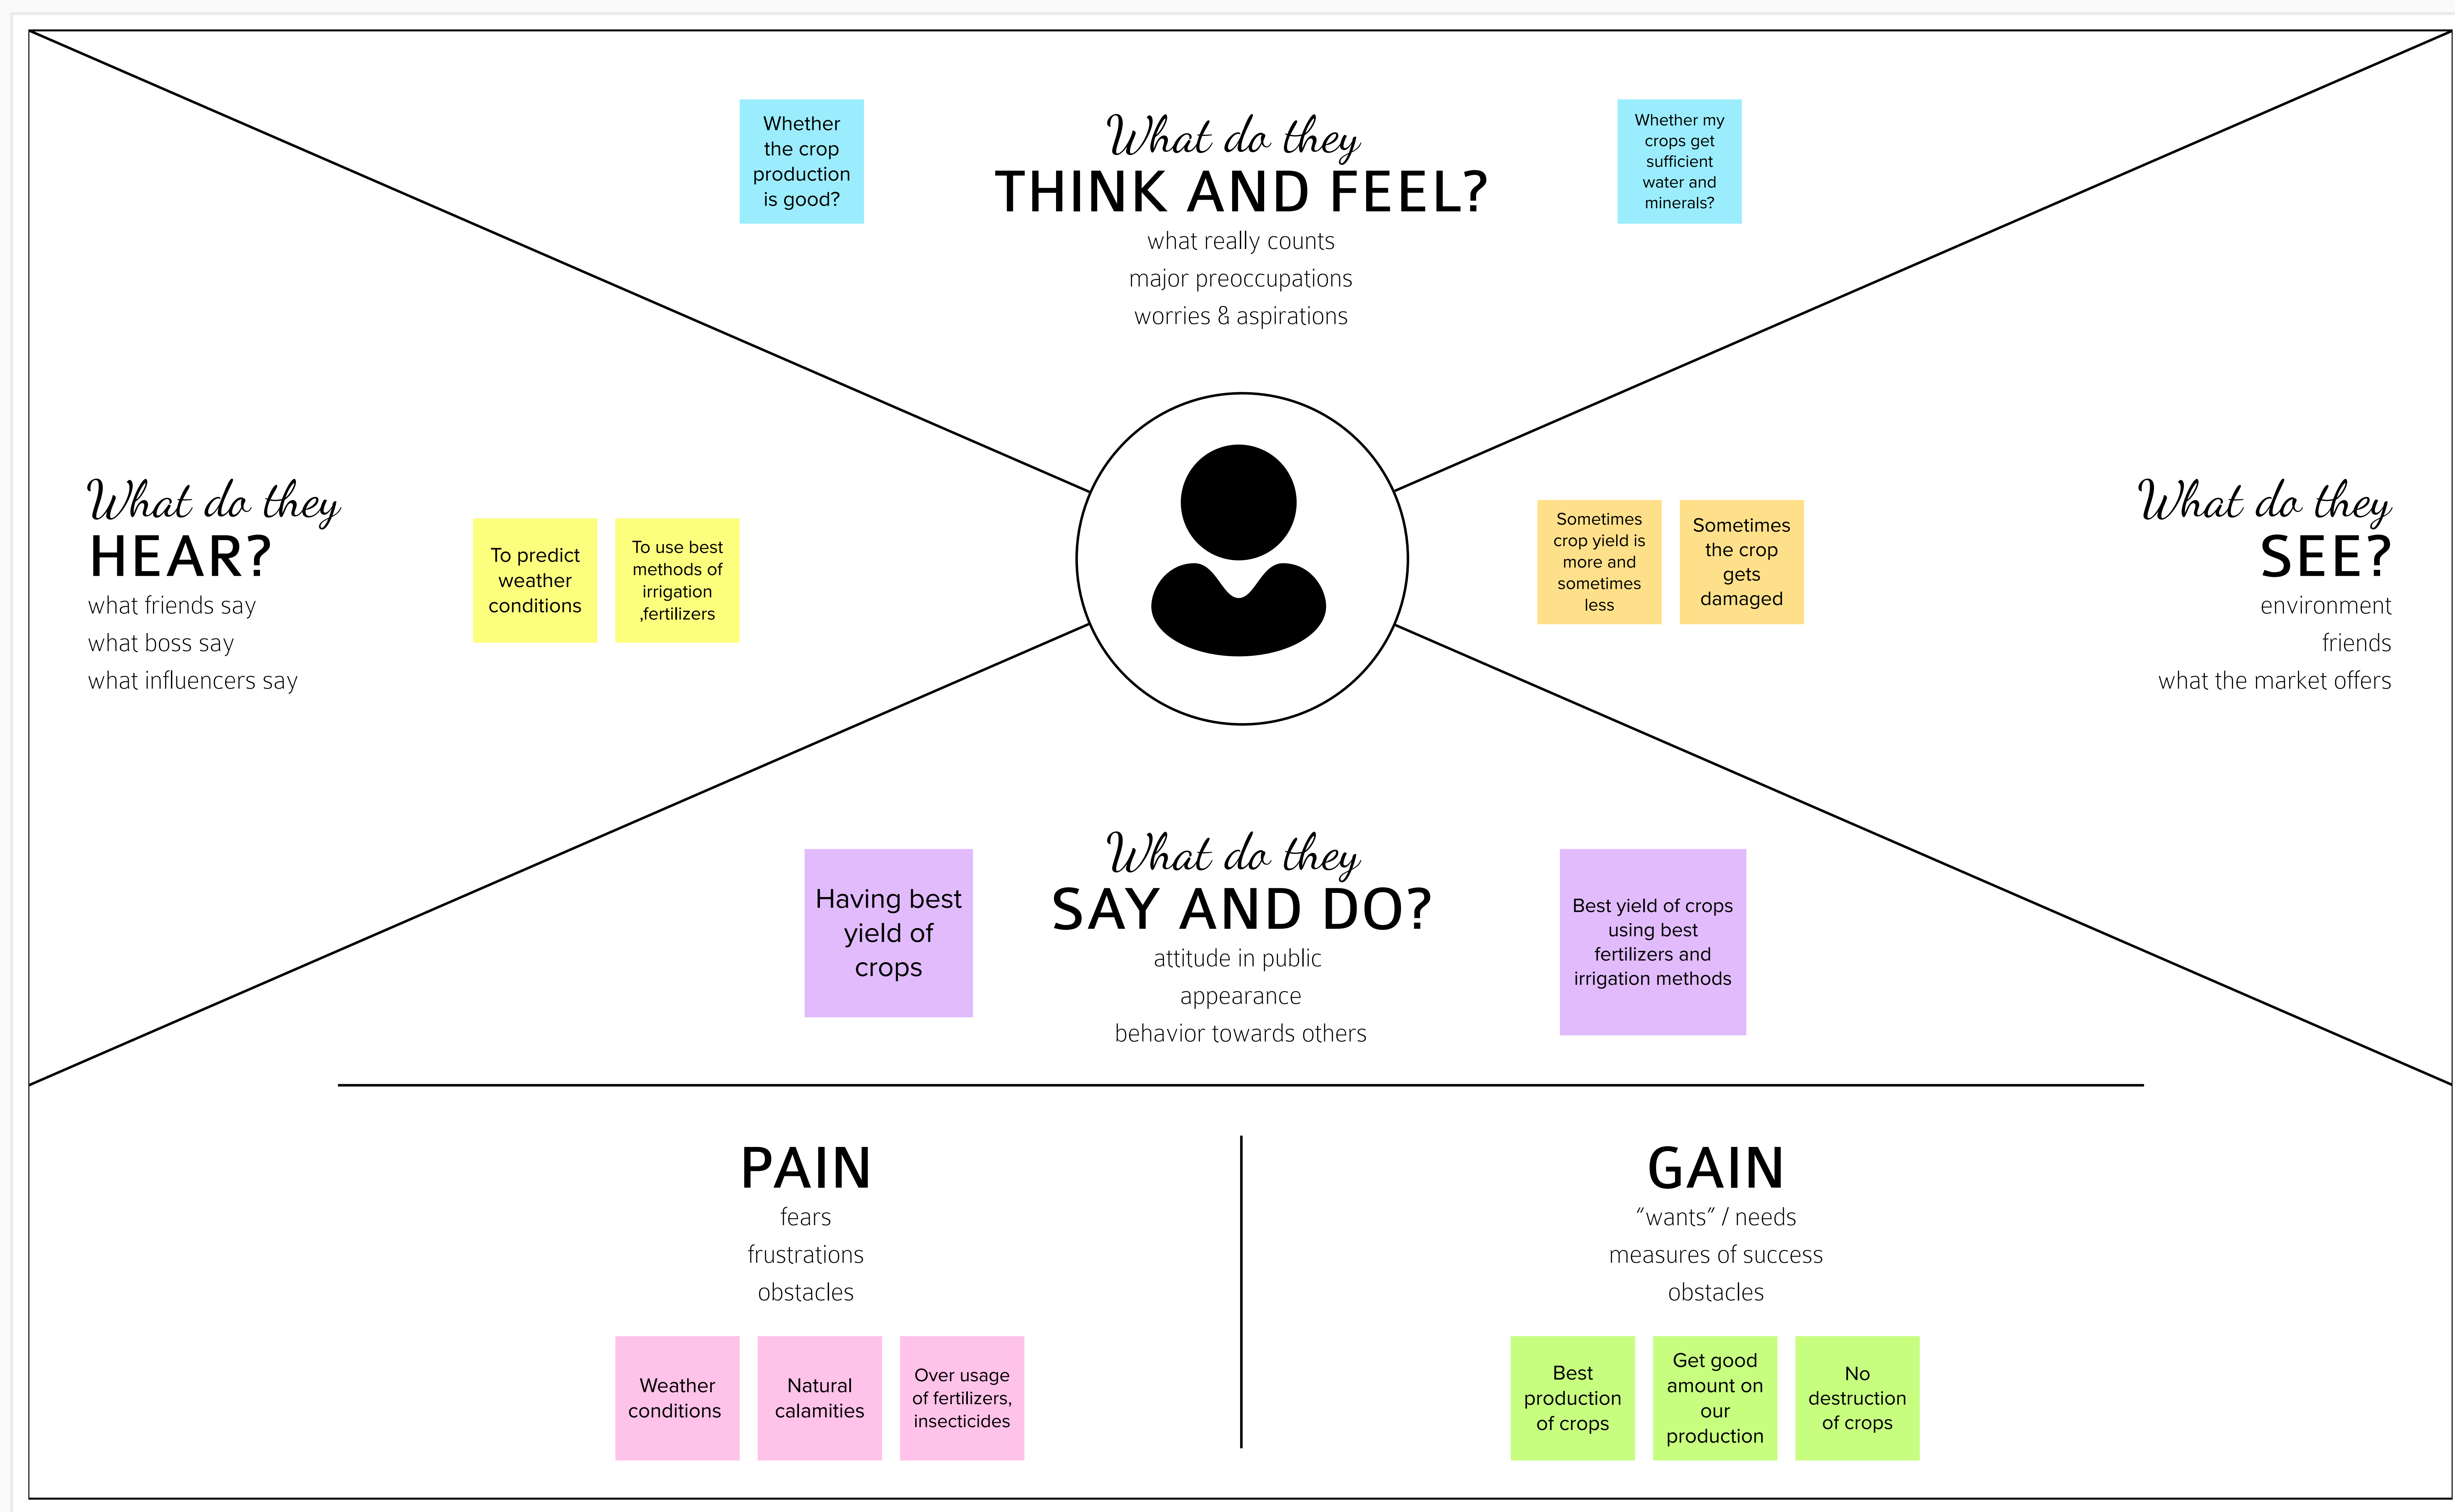 Whether
the crop
production
is good?
What do they
THINK AND FEEL?
what really counts
major preoccupations
worries & aspirations
Whether my
crops get
sufficient
water and
minerals?
What do they
HEAR?
what friends say
what boss say
what influencers say
To predict
weather
conditions
To use best
methods of
irrigation
,fertilizers
Sometimes
crop yield is
more and
sometimes
less
Sometimes
the crop
gets
damaged
What do they
SEE?
environment
friends
what the market offers
Having best
yield of
crops
What do they
SAY AND DO?
attitude in public
appearance
behavior towards others
Best yield of crops
using best
fertilizers and
irrigation methods
PAIN
fears
frustrations
obstacles
Weather
conditions
Natural
calamities
Over usage
of fertilizers,
insecticides
GAIN
“wants” / needs
measures of success
obstacles
Best
production
of crops
Get good
amount on
our
production
No
destruction
of crops